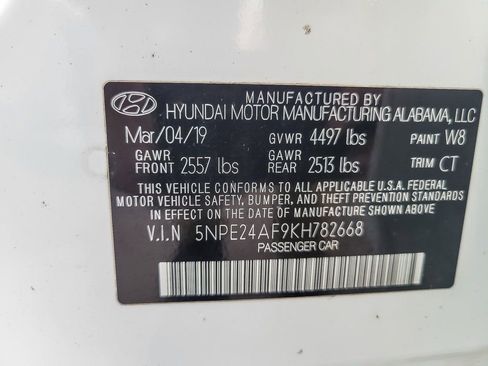 MANUFACTURED BY
HYUNDAI MOTOR MANUFACTURING ALABAMA, LLC
Mar/04/19 GVWR 4497 lbs PAINT W8
GAWR FRONT 2557 lbs GAWR REAR 2513 lbs TRIM CT
THIS VEHICLE CONFORMS TO ALL APPLICABLE U.S.A. FEDERAL
MOTOR VEHICLE SAFETY, BUMPER, AND THEFT PREVENTION STANDARDS
IN EFFECT ON THE DATE OF MANUFACTURE SHOWN ABOVE.
V.I.N 5NPE24AF9KH782668
PASSENGER CAR